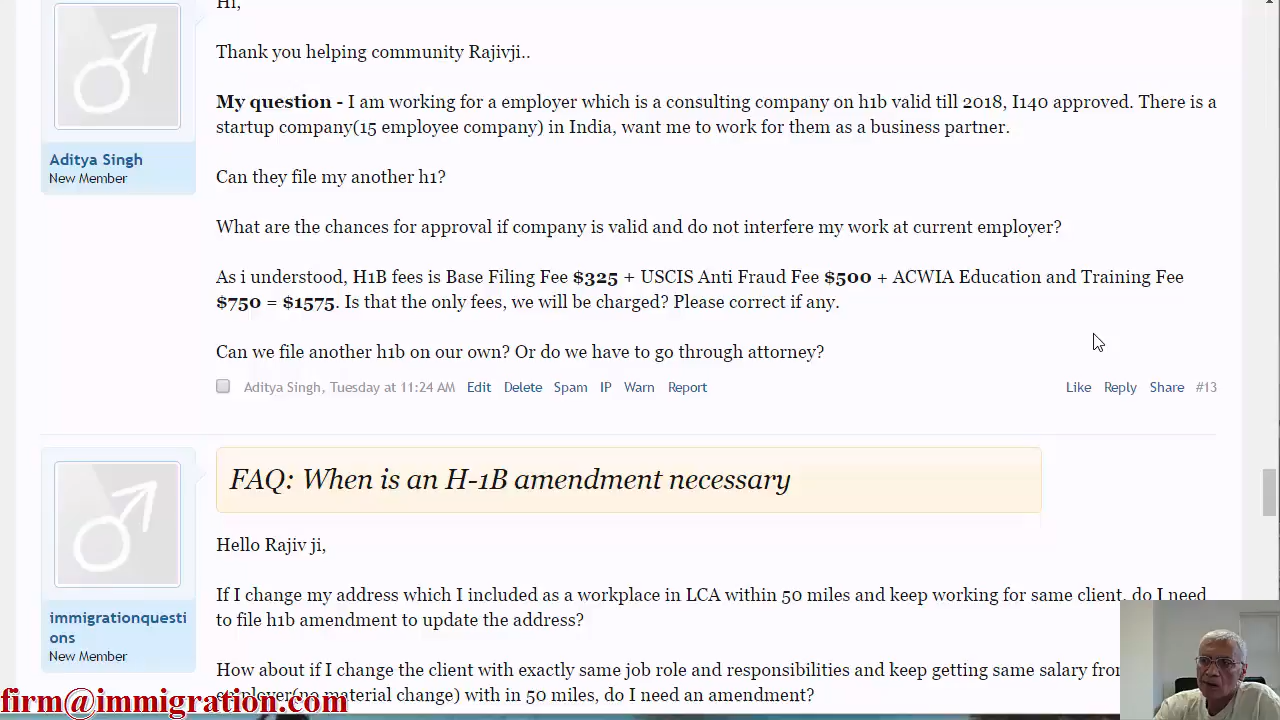 Hi,
Thank you helping community Rajivji..
My question - I am working for a employer which is a consulting company on h1b valid till 2018, I140 approved. There is a
startup company(15 employee company) in India, want me to work for them as a business partner.
Aditya Singh
New Member
Can they file my another h1?
What are the chances for approval if company is valid and do not interfere my work at current employer?
As i understood, H1B fees is Base Filing Fee $325 + USCIS Anti Fraud Fee $500 + ACWIA Education and Training Fee
$750 = $1575. Is that the only fees, we will be charged? Please correct if any.
Can we file another h1b on our own? Or do we have to go through attorney?
Aditya Singh, Tuesday at 11:24 AM Edit Delete Spam IP Warn Report Like Reply Share #13
FAQ: When is an H-1B amendment necessary
Hello Rajiv ji,
If I change my address which I included as a workplace in LCA within 50 miles and keep working for same client, do I need
to file h1b amendment to update the address?
immigrationquesti
ons
New Member
How about if I change the client with exactly same job role and responsibilities and keep getting same salary
employer(no material change) with in 50 miles, do I need an amendment?
firm@immigration.com